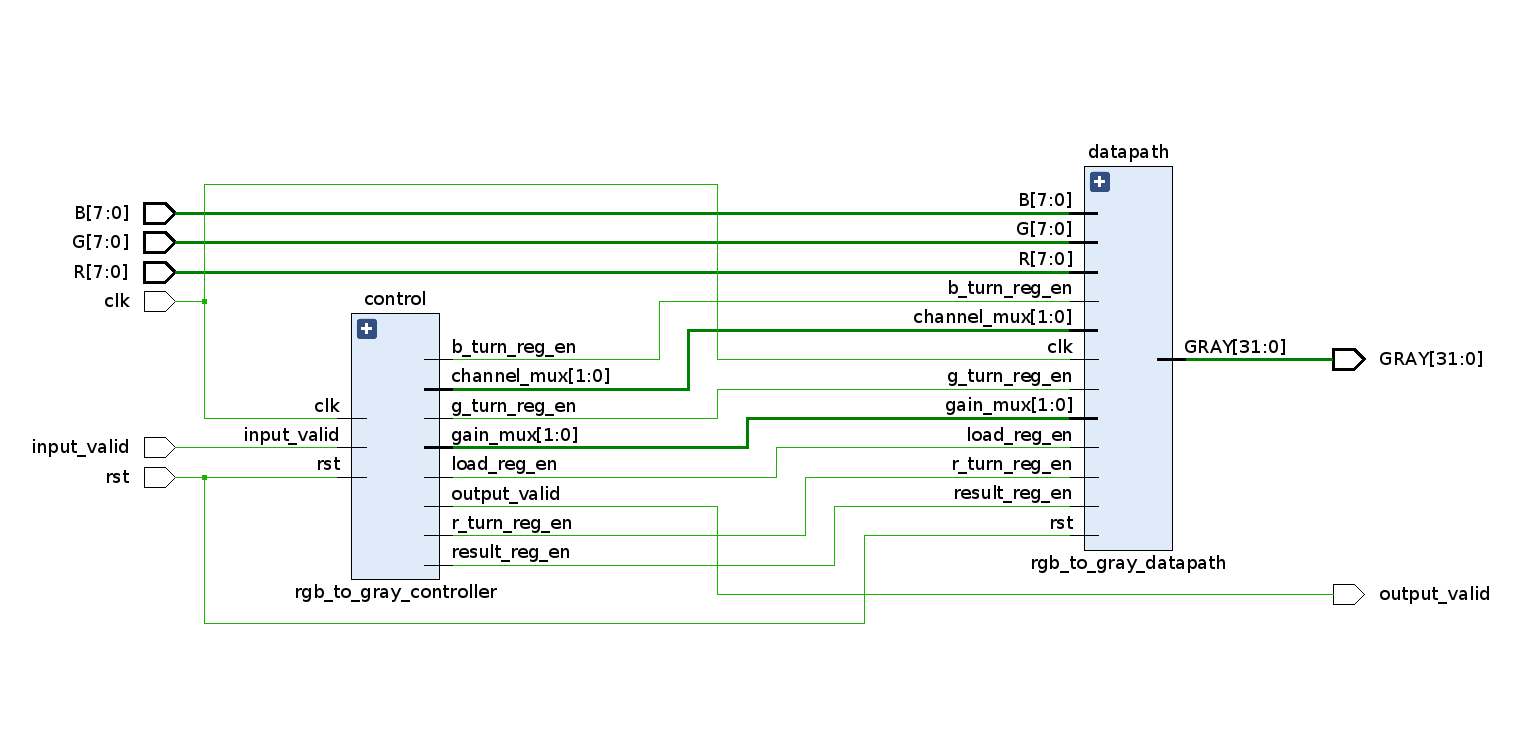 datapath
B[7:0]
G[7:0]
R[7:0]
clk
input_valid
rst
control
clk
input_valid
rst
b_turn_reg_en
channel_mux[1:0]
g_turn_reg_en
gain_mux[1:0]
load_reg_en
output_valid
r_turn_reg_en
result_reg_en
rgb_to_gray_controller
B[7:0]
G[7:0]
R[7:0]
b_turn_reg_en
channel_mux[1:0]
clk
g_turn_reg_en
gain_mux[1:0]
load_reg_en
r_turn_reg_en
result_reg_en
rst
rgb_to_gray_datapath
GRAY[31:0]
GRAY[31:0]
output_valid